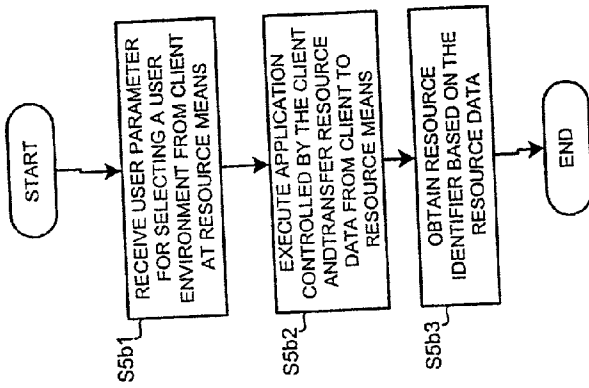 START
S5b1
RECEIVE USER PARAMETER
FOR SELECTING A USER
ENVIRONMENT FROM CLIENT
AT RESOURCE MEANS
S5b2
EXECUTE APPLICATION
CONTROLLED BY THE CLIENT
ANDTRANSFER RESOURCE
DATA FROM CLIENT TO
RESOURCE MEANS
S5b3
OBTAIN RESOURCE
IDENTIFIER BASED ON THE
RESOURCE DATA
END